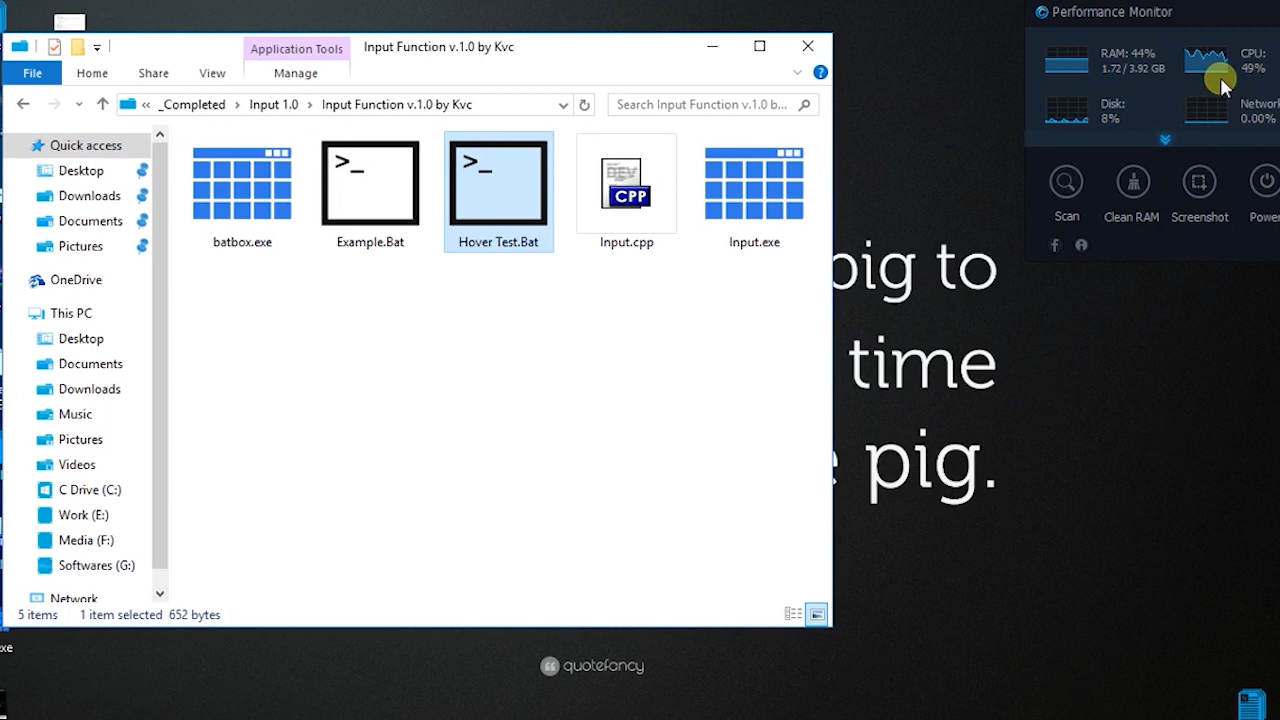 Input Function v.1.0 by Kvc
Application Tools
File Home Share View Manage
« _Completed › Input 1.0 › Input Function v.1.0 by Kvc
Search Input Function v.1.0 b...
Quick access
Desktop
Downloads
Documents
Pictures
OneDrive
This PC
Desktop
Documents
Downloads
Music
Pictures
Videos
C Drive (C:)
Work (E:)
Media (F:)
Softwares (G:)
Network
>_
>_
DEV
CPP
batbox.exe
Example.Bat
Hover Test.Bat
Input.cpp
Input.exe
5 items 1 item selected 652 bytes
Performance Monitor
RAM: 44%
1.72 / 3.92 GB
CPU:
49%
Disk:
8%
Network
0.00%
Scan
Clean RAM
Screenshot
Powe
pig to
time
pig.
quotefancy
xe